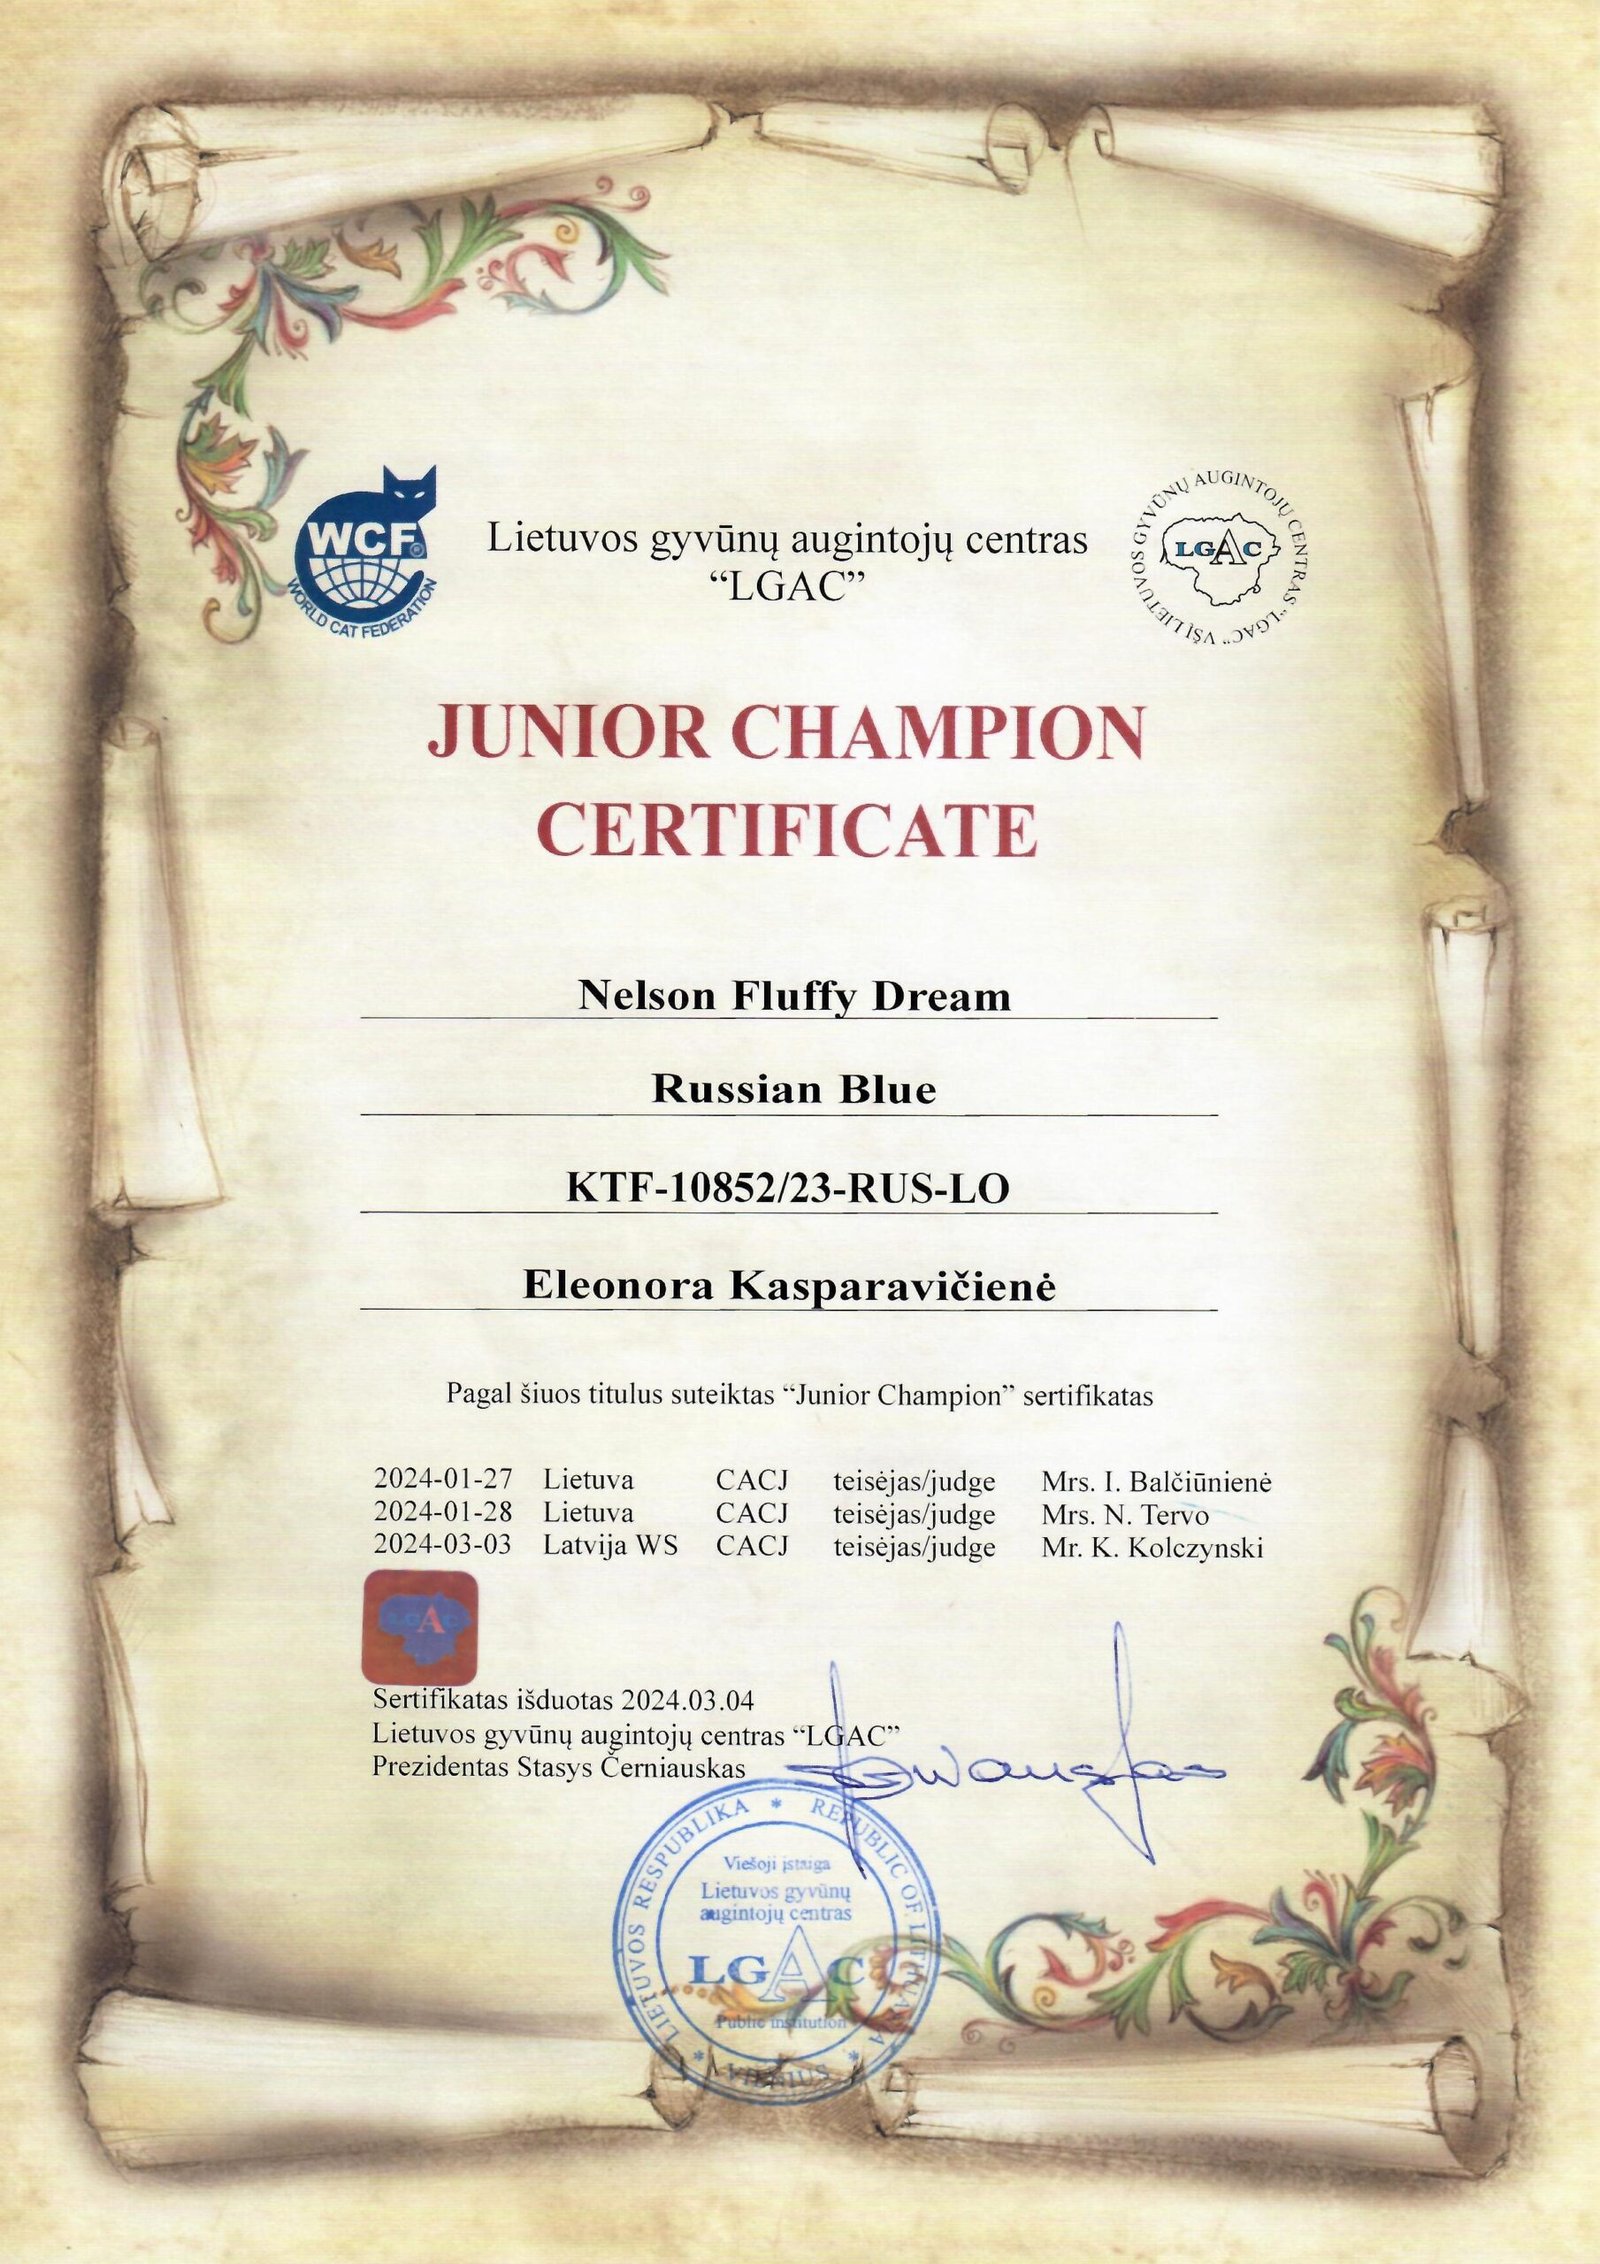 WCF®
WORLD CAT FEDERATION
Lietuvos gyvūnų augintojų centras
“LGAC”
VŠĮ LIETUVOS GYVŪNŲ AUGINTOJŲ CENTRAS "LGAC"
LGAC
JUNIOR CHAMPION
CERTIFICATE
Nelson Fluffy Dream
Russian Blue
KTF-10852/23-RUS-LO
Eleonora Kasparavičienė
Pagal šiuos titulus suteiktas “Junior Champion” sertifikatas
2024-01-27 Lietuva CACJ teisėjas/judge Mrs. I. Balčiūnienė
2024-01-28 Lietuva CACJ teisėjas/judge Mrs. N. Tervo
2024-03-03 Latvija WS CACJ teisėjas/judge Mr. K. Kolczynski
LGAC
Sertifikatas išduotas 2024.03.04
Lietuvos gyvūnų augintojų centras “LGAC”
Prezidentas Stasys Černiauskas
LIETUVOS RESPUBLIKA * REPUBLIC OF LITHUANIA * VILNIUS *
Viešoji įstaiga
Lietuvos gyvūnų
augintojų centras
LGAC
Public institution